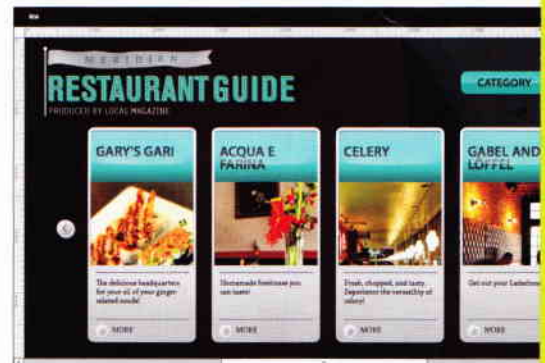 MERIDIAN
RESTAURANT GUIDE
PRODUCED BY LOCAL MAGAZINE
CATEGORY
GARY'S GARI
ACQUA E
FARINA
CELERY
GABEL AND
LÖFFEL
The delicious headquarters
for your all of your ginger-
related needs!
Homemade freshness you
can taste!
Fresh, chopped, and tasty.
Experience the versatility of
celery!
Get out your
MORE
MORE
MORE
MORE